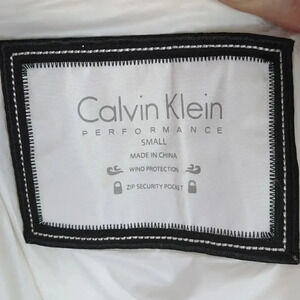 Calvin Klein
PERFORMANCE
SMALL
MADE IN CHINA
WIND PROTECTION
ZIP SECURITY POCKET